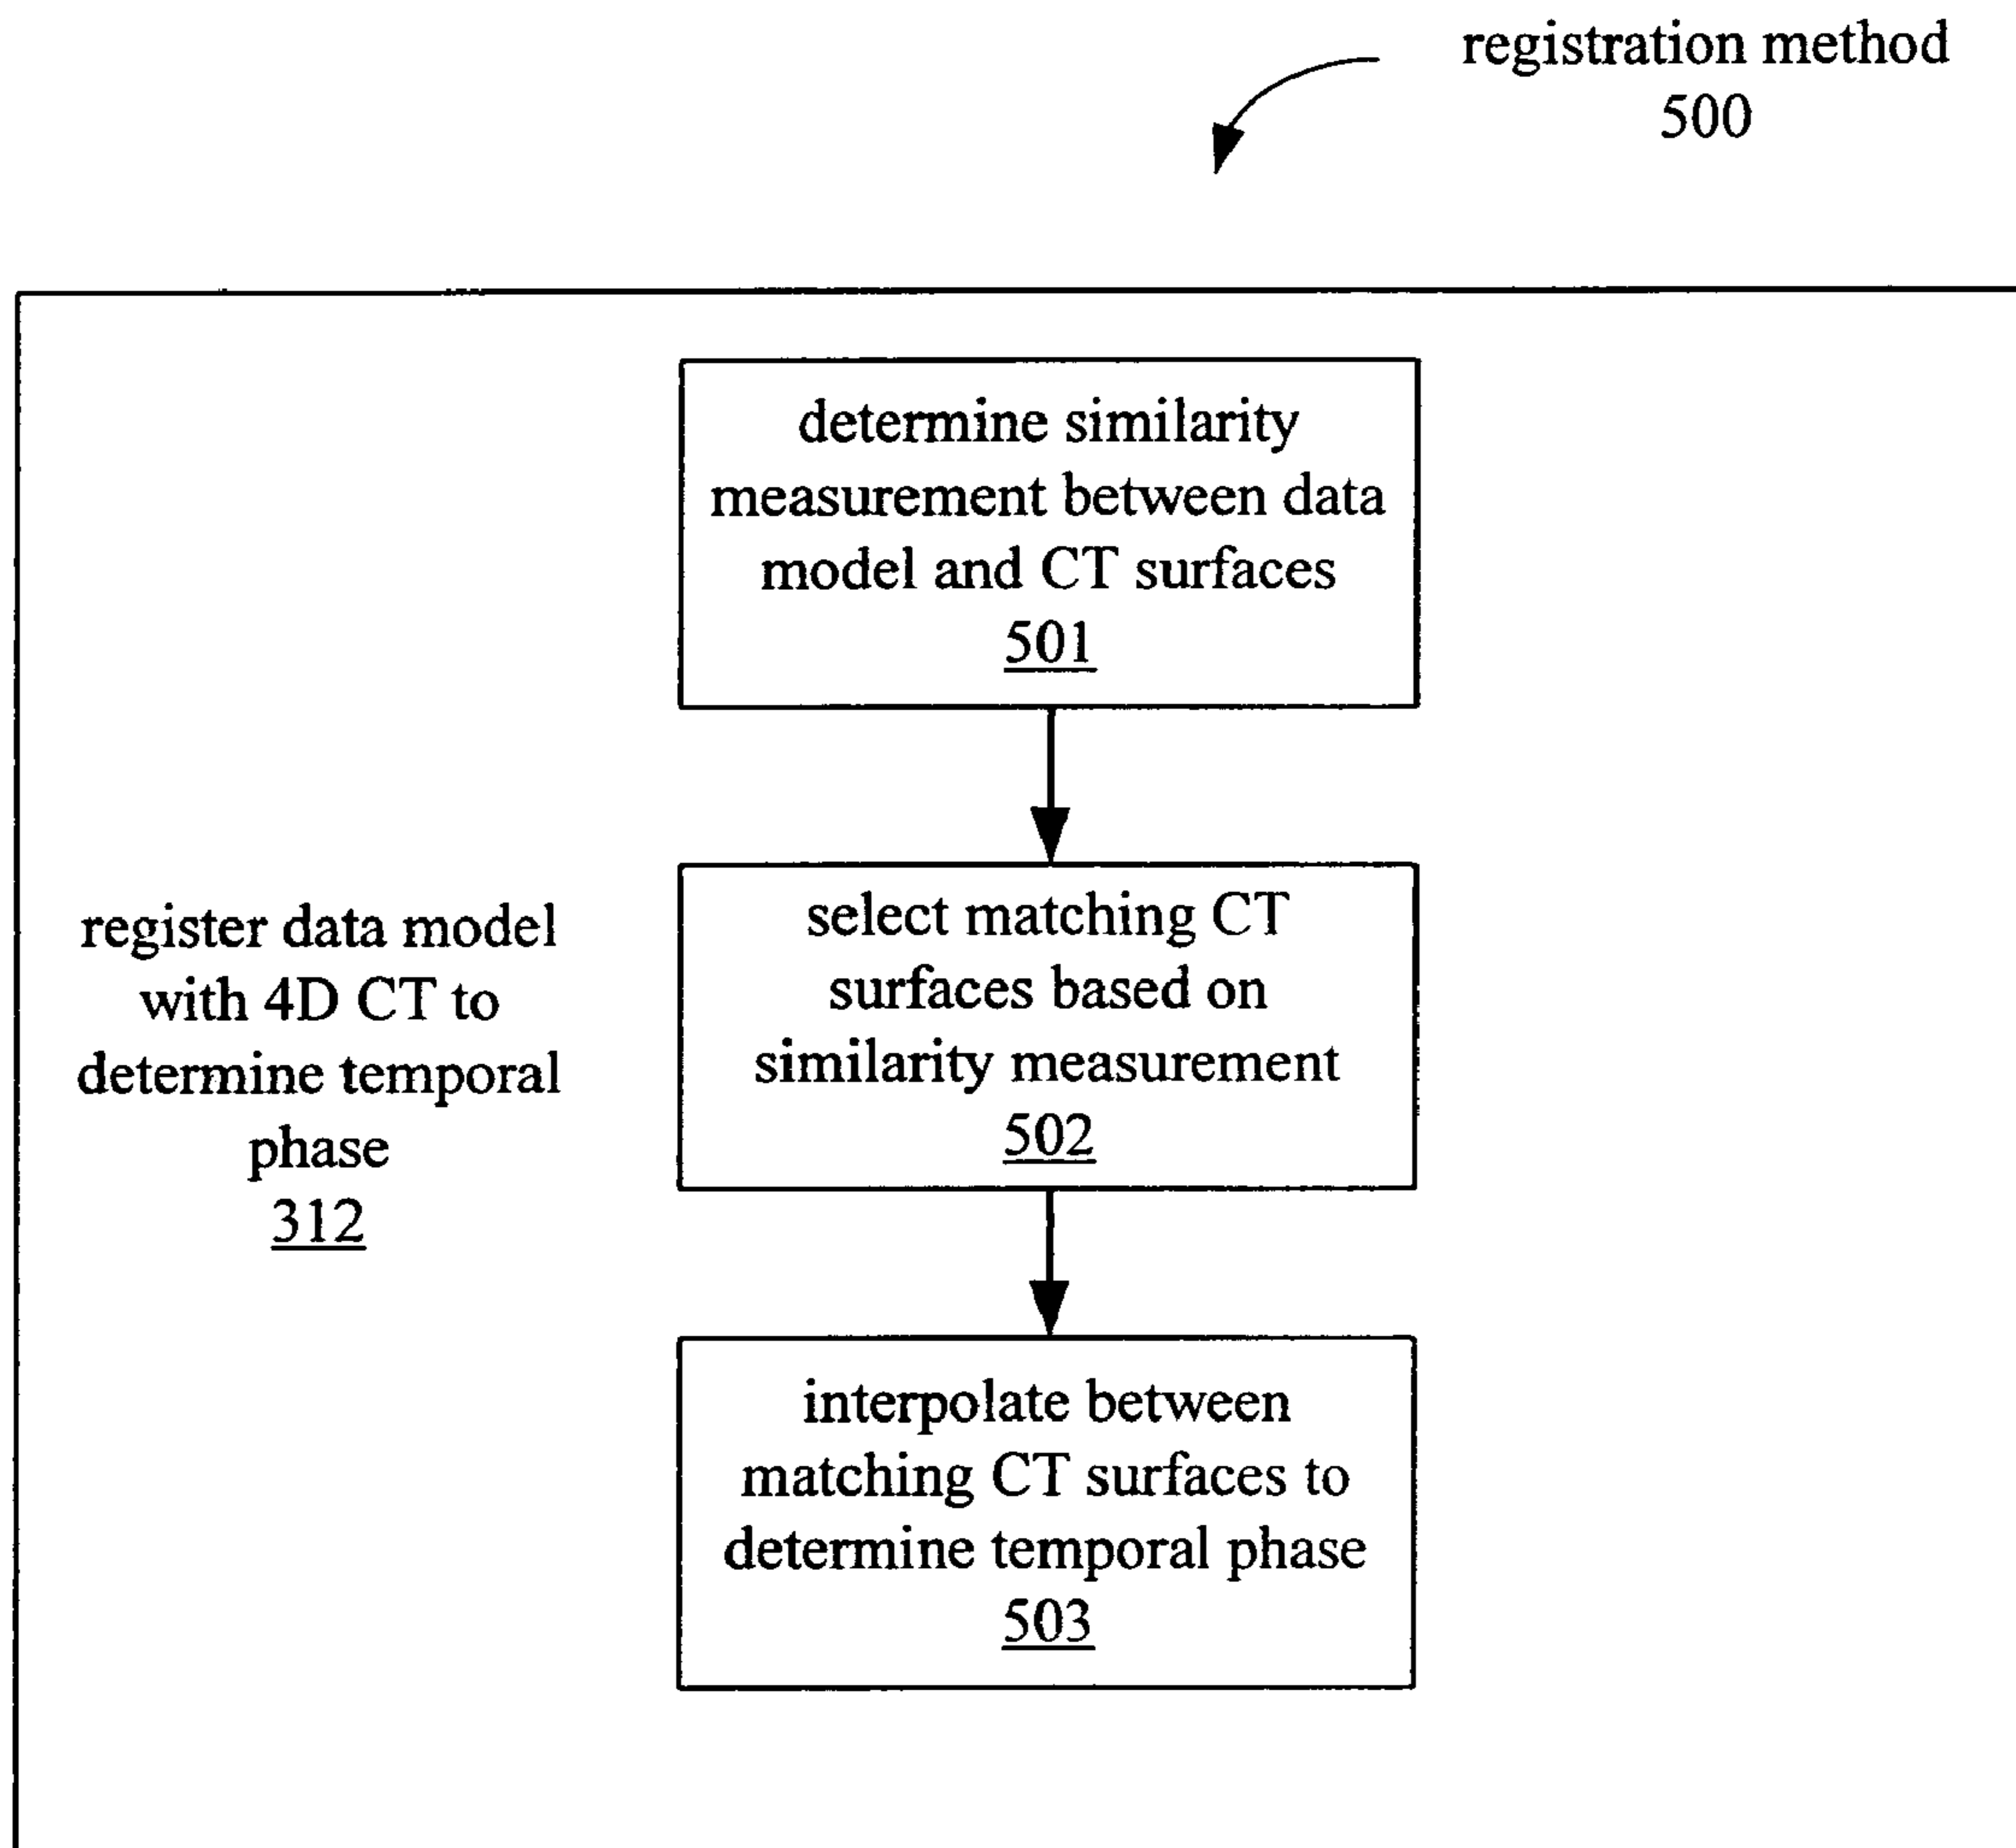 registration method
500
determine similarity
measurement between data
model and CT surfaces
501
register data model
with 4D CT to
determine temporal
phase
312
select matching CT
surfaces based on
similarity measurement
502
interpolate between
matching CT surfaces to
determine temporal phase
503